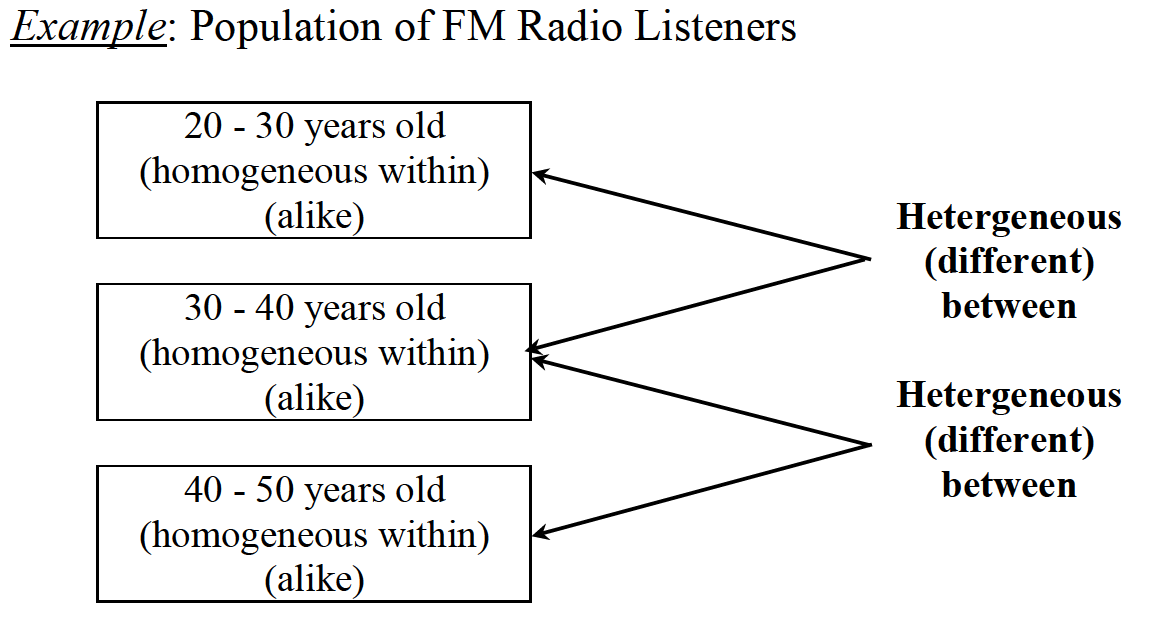 Example: Population of FM Radio Listeners
20 - 30 years old
(homogeneous within)
(alike)
Hetergeneous
(different)
between
30 - 40 years old
(homogeneous within)
(alike)
Hetergeneous
(different)
between
40 - 50 years old
(homogeneous within)
(alike)